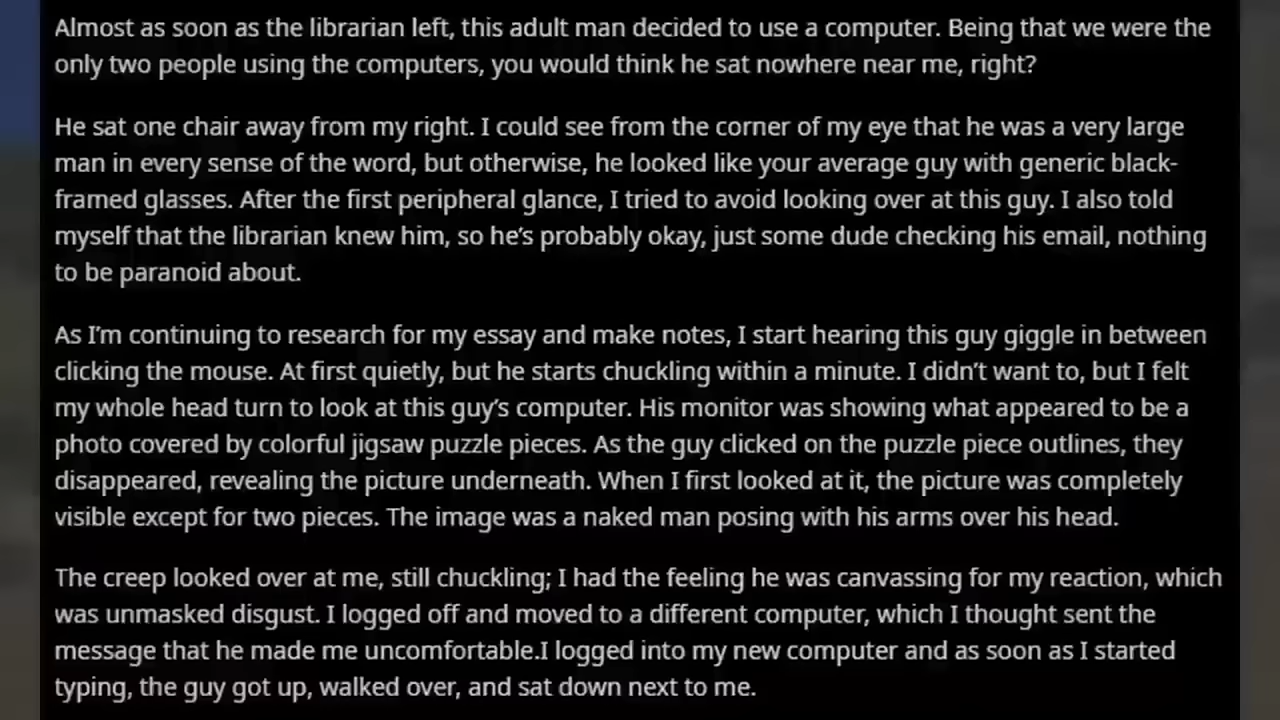 Almost as soon as the librarian left, this adult man decided to use a computer. Being that we were the
only two people using the computers, you would think he sat nowhere near me, right?
He sat one chair away from my right. I could see from the corner of my eye that he was a very large
man in every sense of the word, but otherwise, he looked like your average guy with generic black-
framed glasses. After the first peripheral glance, I tried to avoid looking over at this guy. I also told
myself that the librarian knew him, so he’s probably okay, just some dude checking his email, nothing
to be paranoid about.
As I’m continuing to research for my essay and make notes, I start hearing this guy giggle in between
clicking the mouse. At first quietly, but he starts chuckling within a minute. I didn’t want to, but I felt
my whole head turn to look at this guy’s computer. His monitor was showing what appeared to be a
photo covered by colorful jigsaw puzzle pieces. As the guy clicked on the puzzle piece outlines, they
disappeared, revealing the picture underneath. When I first looked at it, the picture was completely
visible except for two pieces. The image was a naked man posing with his arms over his head.
The creep looked over at me, still chuckling; I had the feeling he was canvassing for my reaction, which
was unmasked disgust. I logged off and moved to a different computer, which I thought sent the
message that he made me uncomfortable.I logged into my new computer and as soon as I started
typing, the guy got up, walked over, and sat down next to me.